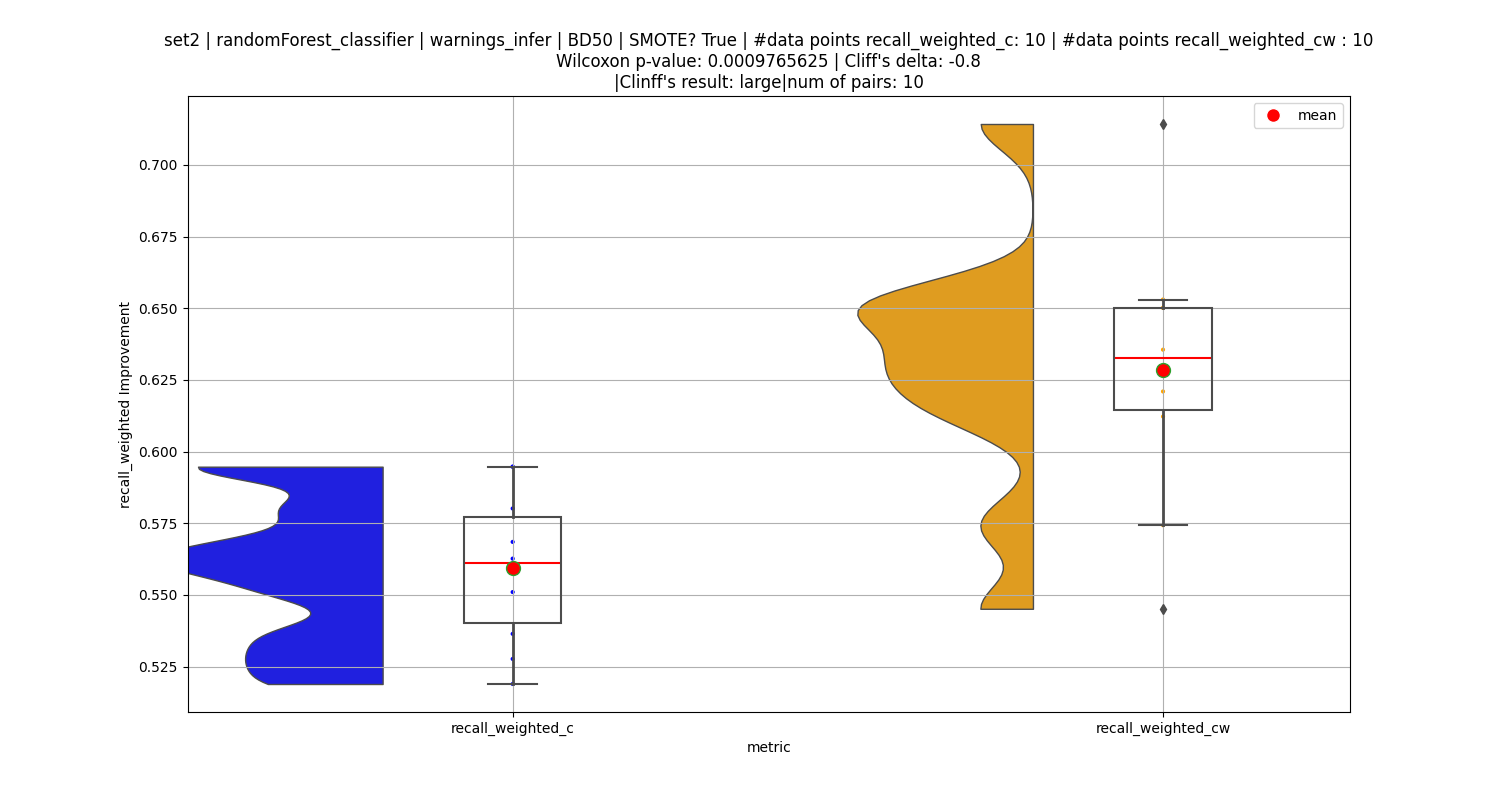 set2 | randomForest_classifier | warnings_infer | BD50 | SMOTE? True | #data points recall_weighted_c: 10 | #data points recall_weighted_cw : 10
Wilcoxon p-value: 0.0009765625 | Cliff's delta: -0.8
|Clinff's result: large|num of pairs: 10
mean
0.700
0.675
0.650
0.625
0.600
0.575
0.550
0.525
recall_weighted Improvement
recall_weighted_c
recall_weighted_cw
metric